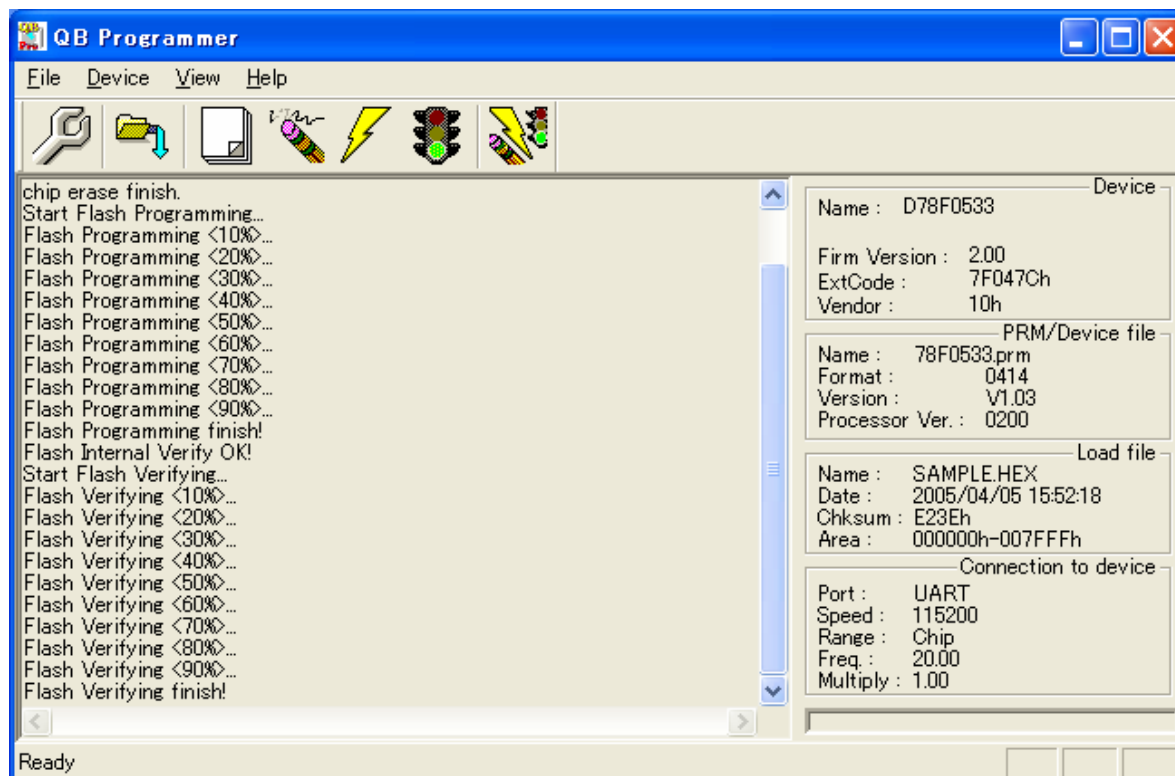 QB Programmer
File Device View Help
chip erase finish.
Start Flash Programming...
Flash Programming <10%>...
Flash Programming <20%>...
Flash Programming <30%>...
Flash Programming <40%>...
Flash Programming <50%>...
Flash Programming <60%>...
Flash Programming <70%>...
Flash Programming <80%>...
Flash Programming <90%>...
Flash Programming finish!
Flash Internal Verify OK!
Start Flash Verifying...
Flash Verifying <10%>...
Flash Verifying <20%>...
Flash Verifying <30%>...
Flash Verifying <40%>...
Flash Verifying <50%>...
Flash Verifying <60%>...
Flash Verifying <70%>...
Flash Verifying <80%>...
Flash Verifying <90%>...
Flash Verifying finish!
Device
Name : D78F0533
Firm Version : 2.00
ExtCode : 7F047Ch
Vendor : 10h
PRM/Device file
Name : 78F0533.prm
Format : 0414
Version : V1.03
Processor Ver. : 0200
Load file
Name : SAMPLE.HEX
Date : 2005/04/05 15:52:18
Chksum : E23Eh
Area : 000000h-007FFFh
Connection to device
Port : UART
Speed : 115200
Range : Chip
Freq. : 20.00
Multiply : 1.00
Ready